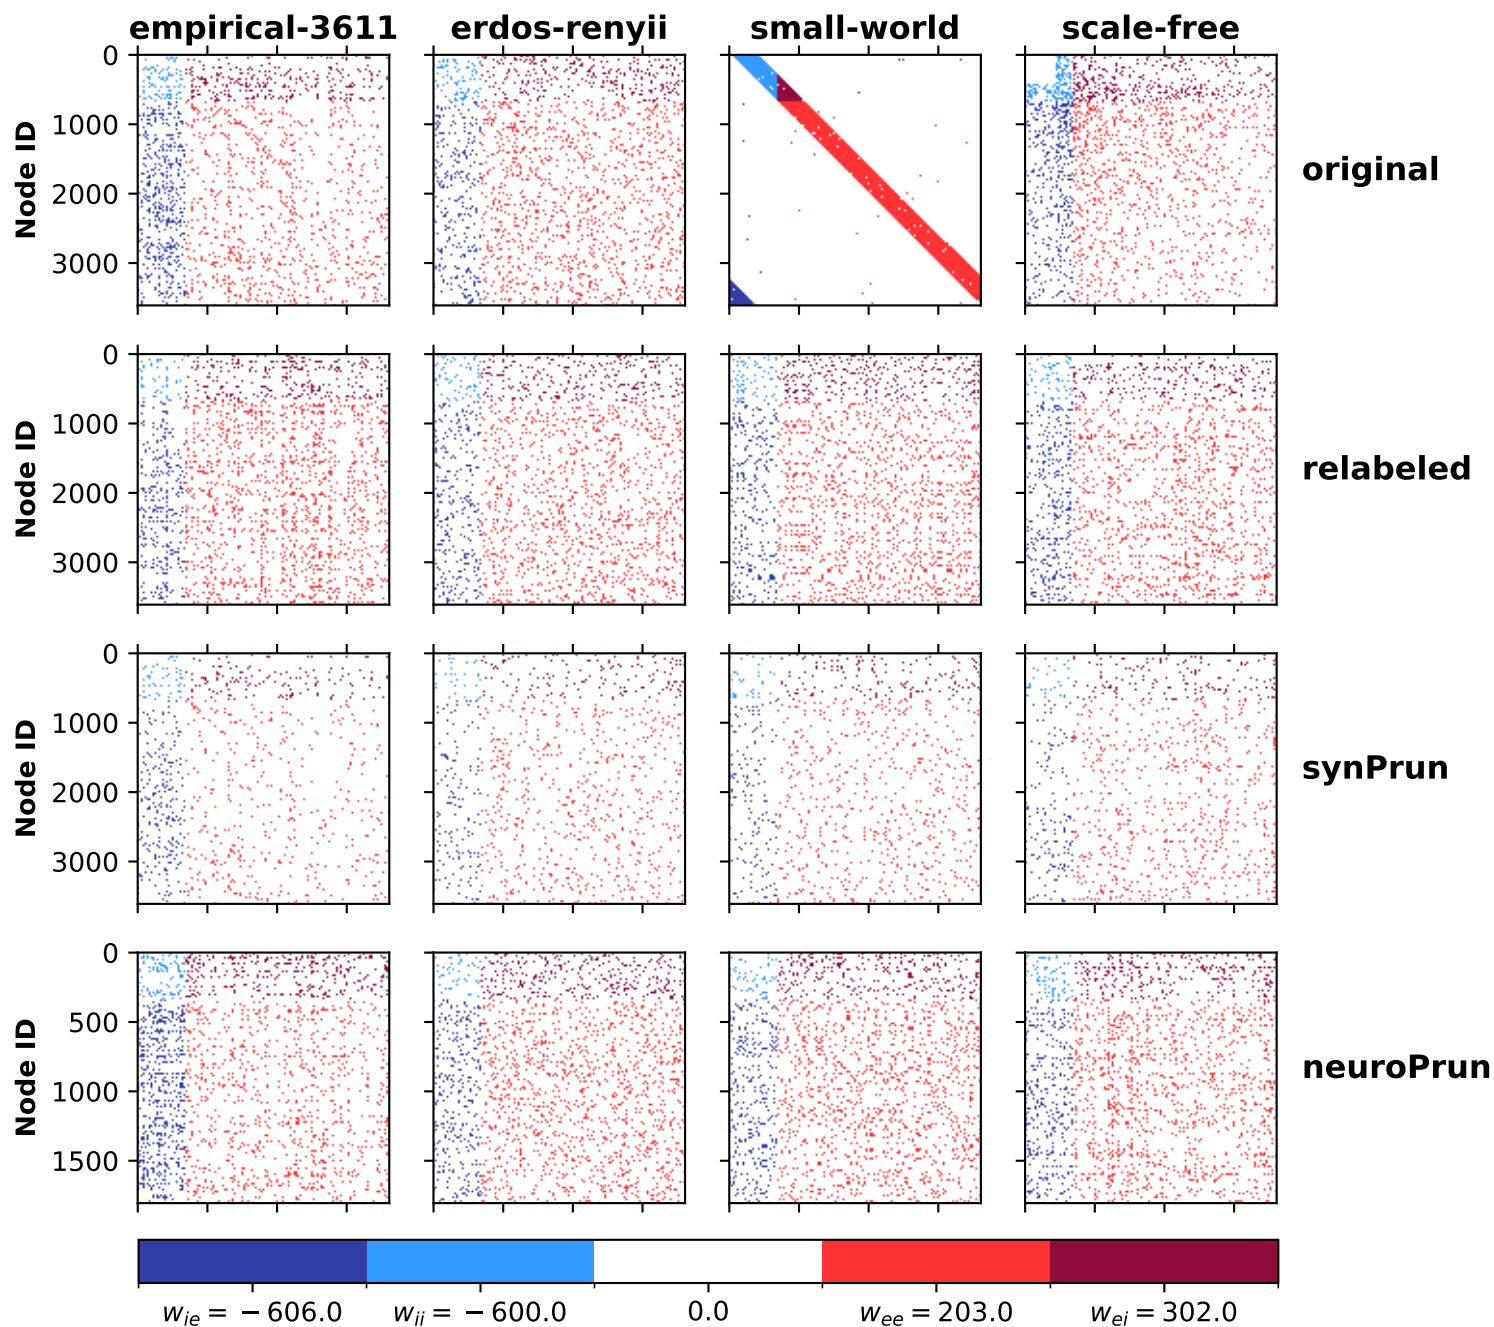 empirical-3611 erdos-renyii small-world scale-free
0
1000
2000
3000
Node ID
original
0
1000
2000
3000
Node ID
relabeled
0
1000
2000
3000
Node ID
synPrun
0
500
1000
1500
Node ID
neuroPrun
w_ie = −606.0 w_ii = −600.0 0.0 w_ee = 203.0 w_ei = 302.0